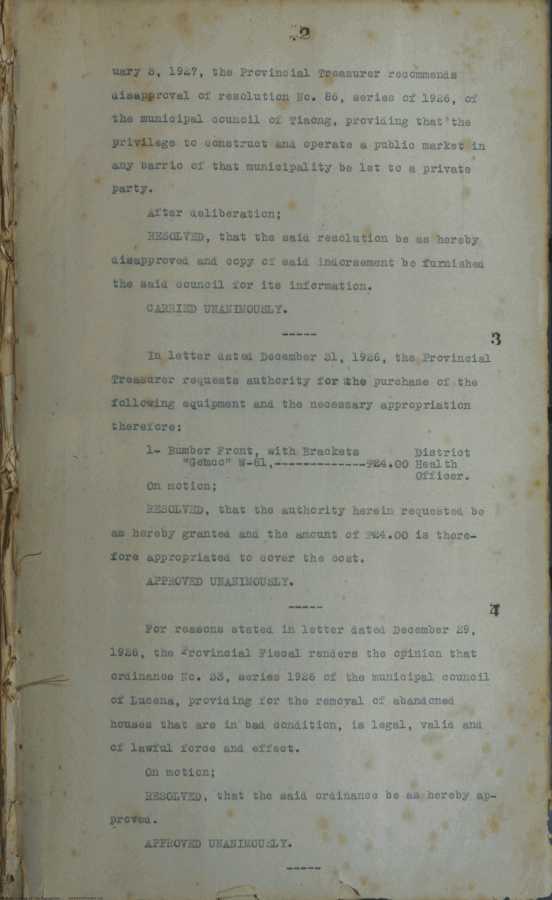 2
uary 5, 1927, the Provincial Treasurer recommends
disapproval of resolution No. 86, series of 1926, of
the municipal council of Tiaong, providing that the
privilege to construct and operate a public market in
any barrio of that municipality be let to a private
party.
After deliberation;
RESOLVED, that the said resolution be as hereby
disapproved and copy of said indorsement be furnished
the said council for its information.
CARRIED UNANIMOUSLY.
-----
3
In letter dated December 31, 1926, the Provincial
Treasurer requests authority for the purchase of the
following equipment and the necessary appropriation
therefore:
1- Bumber Front, with Brackets District
"Gemco" W-61,-------------₱24.00 Health
Officer.
On motion;
RESOLVED, that the authority herein requested be
as hereby granted and the amount of ₱24.00 is there-
fore appropriated to cover the cost.
APPROVED UNANIMOUSLY.
-----
4
For reasons stated in letter dated December 29,
1926, the Provincial Fiscal renders the opinion that
ordinance No. 33, series 1926 of the municipal council
of Lucena, providing for the removal of abandoned
houses that are in bad condition, is legal, valid and
of lawful force and effect.
On motion;
RESOLVED, that the said ordinance be as hereby ap-
proved.
APPROVED UNANIMOUSLY.
-----